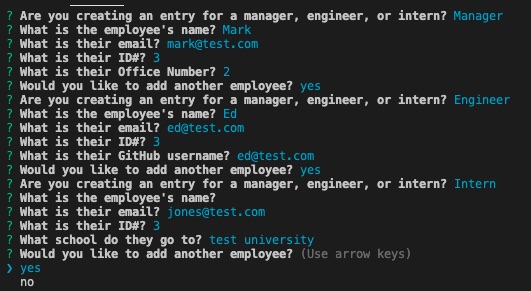 ? Are you creating an entry for a manager, engineer, or intern? Manager
? What is the employee's name? Mark
? What is their email? mark@test.com
? What is their ID#? 3
? What is their Office Number? 2
? Would you like to add another employee? yes
? Are you creating an entry for a manager, engineer, or intern? Engineer
? What is the employee's name? Ed
? What is their email? ed@test.com
? What is their ID#? 3
? What is their GitHub username? ed@test.com
? Would you like to add another employee? yes
? Are you creating an entry for a manager, engineer, or intern? Intern
? What is the employee's name?
? What is their email? jones@test.com
? What is their ID#? 3
? What school do they go to? test university
? Would you like to add another employee? (Use arrow keys)
❯ yes
no